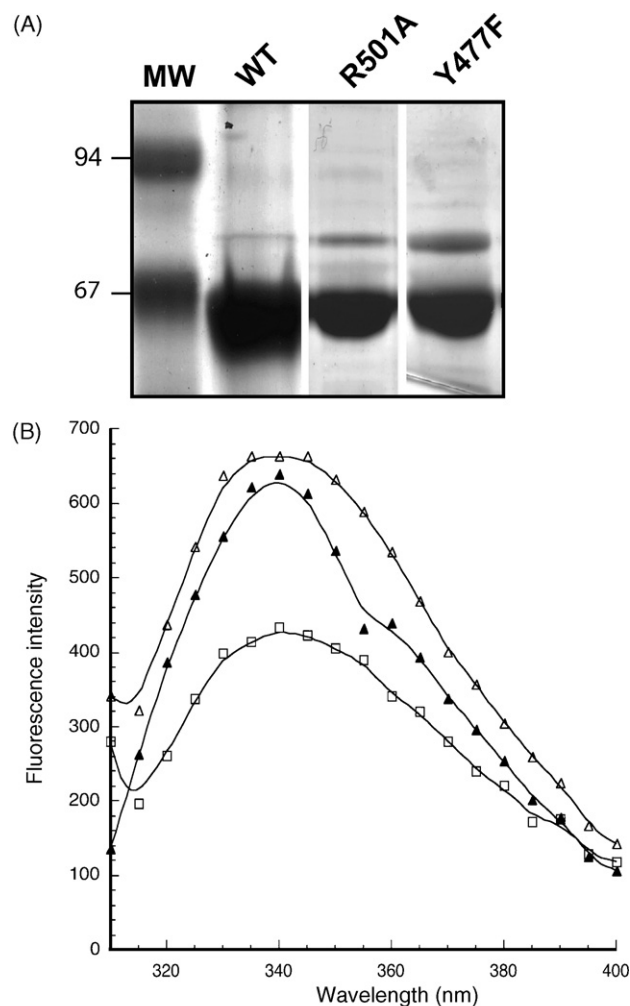 (A)
MW WT R501A Y477F
94
67
(B)
700
600
500
400
300
200
100
0
Fluorescence intensity
320 340 360 380 400
Wavelength (nm)